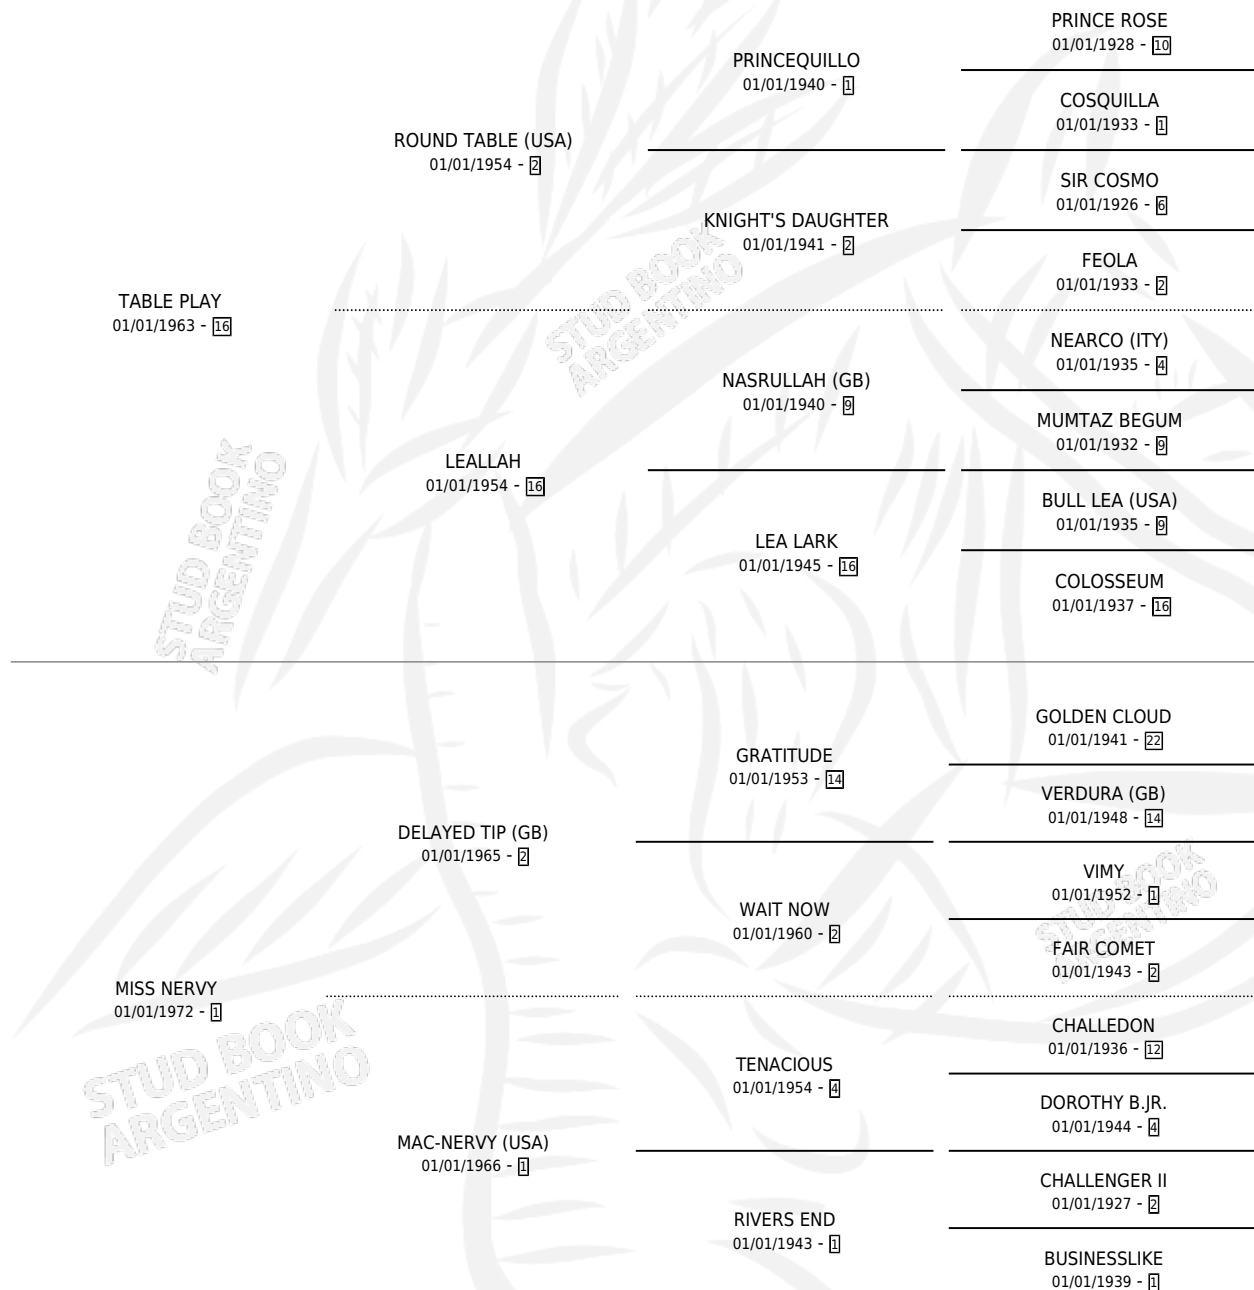 PRINCE ROSE
01/01/1928 - 10
PRINCEQUILLO
01/01/1940 - 1
COSQUILLA
01/01/1933 - 1
ROUND TABLE (USA)
01/01/1954 - 2
SIR COSMO
01/01/1926 - 6
KNIGHT'S DAUGHTER
01/01/1941 - 2
FEOLA
01/01/1933 - 2
TABLE PLAY
01/01/1963 - 16
NEARCO (ITY)
01/01/1935 - 4
NASRULLAH (GB)
01/01/1940 - 9
MUMTAZ BEGUM
01/01/1932 - 9
LEALLAH
01/01/1954 - 16
BULL LEA (USA)
01/01/1935 - 9
LEA LARK
01/01/1945 - 16
COLOSSEUM
01/01/1937 - 16
GOLDEN CLOUD
01/01/1941 - 22
GRATITUDE
01/01/1953 - 14
VERDURA (GB)
01/01/1948 - 14
DELAYED TIP (GB)
01/01/1965 - 2
VIMY
01/01/1952 - 1
WAIT NOW
01/01/1960 - 2
FAIR COMET
01/01/1943 - 2
MISS NERVY
01/01/1972 - 1
CHALLEDON
01/01/1936 - 12
TENACIOUS
01/01/1954 - 4
DOROTHY B.JR.
01/01/1944 - 4
MAC-NERVY (USA)
01/01/1966 - 1
CHALLENGER II
01/01/1927 - 2
RIVERS END
01/01/1943 - 1
BUSINESSLIKE
01/01/1939 - 1
STUD BOOK
ARGENTINO
STUD BOOK
ARGENTINO
STUD BOOK
ARGENTINO
STUD BOOK
ARGENTINO